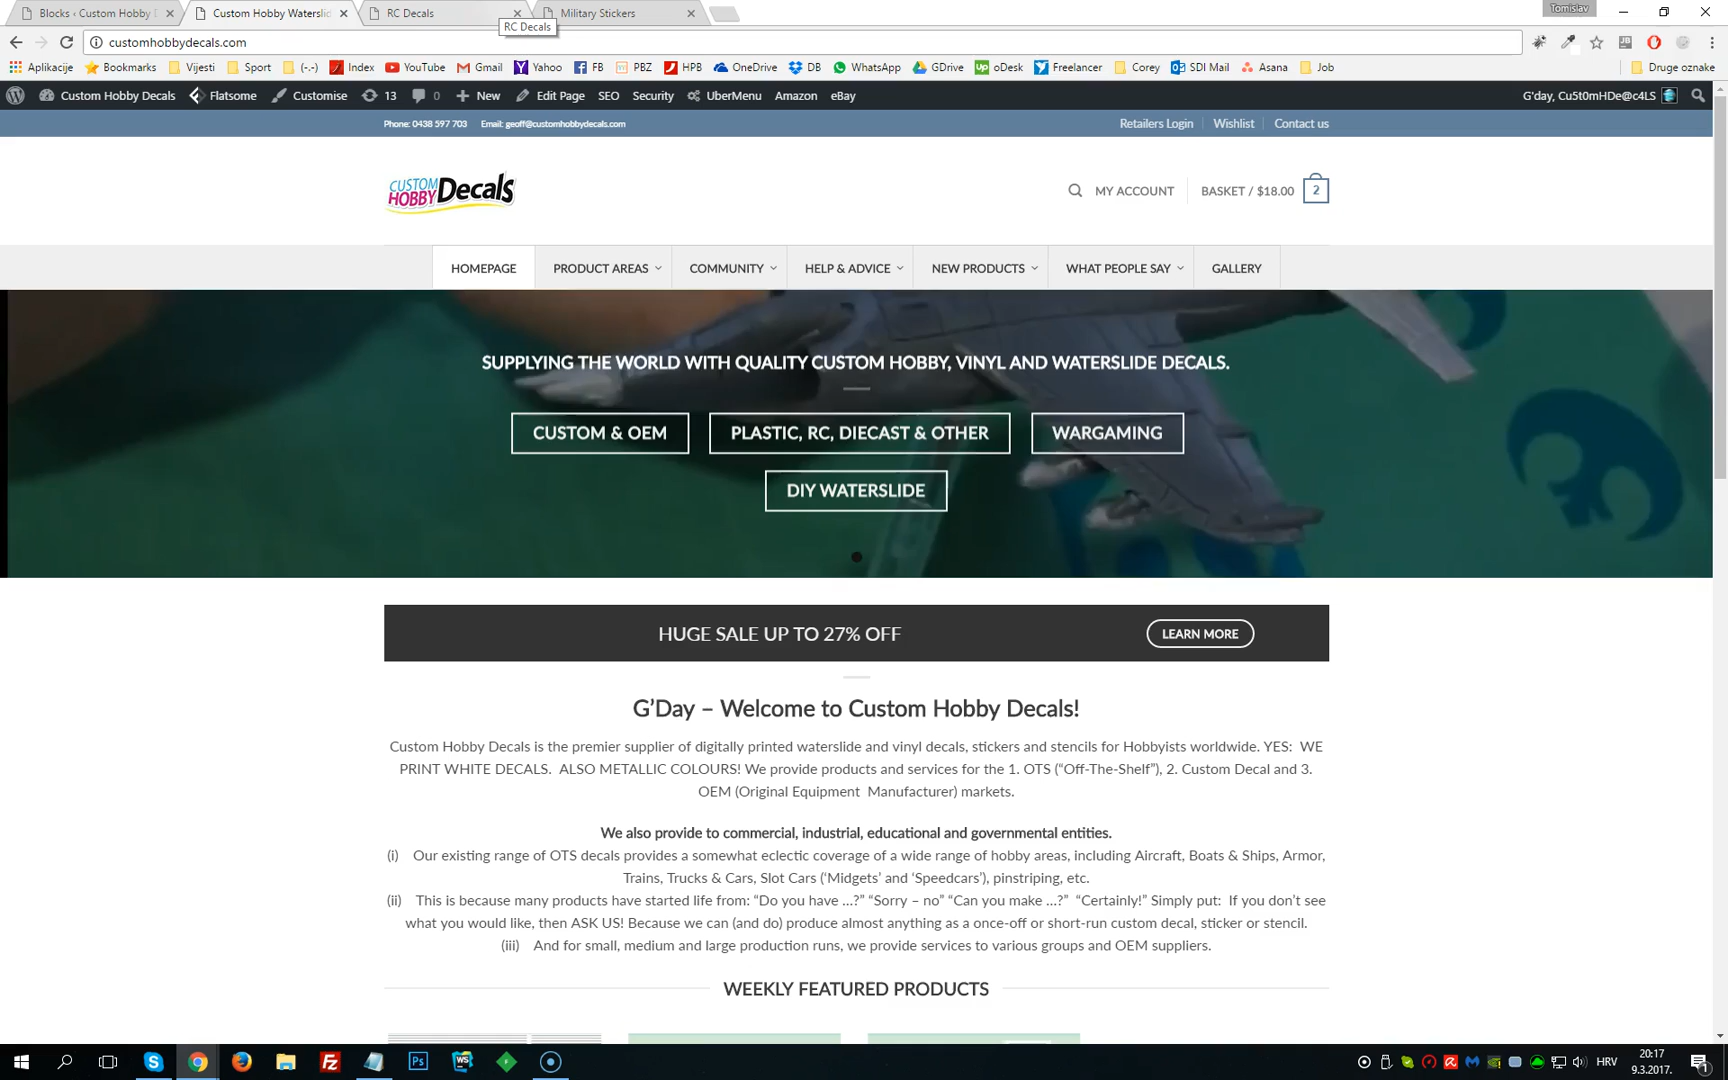 Blocks ‹ Custom Hobby D
Custom Hobby Waterslid
RC Decals
Military Stickers
Tomislav
RC Decals
customhobbydecals.com
Aplikacije
Bookmarks
Vijesti
Sport
(-.-)
Index
YouTube
Gmail
Yahoo
FB
PBZ
HPB
OneDrive
DB
WhatsApp
GDrive
oDesk
Freelancer
Corey
SDI Mail
Asana
Job
Druge oznake
Custom Hobby Decals
Flatsome
Customise
13
0
New
Edit Page
SEO
Security
UberMenu
Amazon
eBay
G'day, Cu5t0mHDe@c4LS
Phone: 0438 597 703
Email: geoff@customhobbydecals.com
Retailers Login
Wishlist
Contact us
CUSTOM HOBBY Decals
MY ACCOUNT
BASKET / $18.00
2
HOMEPAGE
PRODUCT AREAS
COMMUNITY
HELP & ADVICE
NEW PRODUCTS
WHAT PEOPLE SAY
GALLERY
SUPPLYING THE WORLD WITH QUALITY CUSTOM HOBBY, VINYL AND WATERSLIDE DECALS.
CUSTOM & OEM
PLASTIC, RC, DIECAST & OTHER
WARGAMING
DIY WATERSLIDE
HUGE SALE UP TO 27% OFF
LEARN MORE
G'Day – Welcome to Custom Hobby Decals!
Custom Hobby Decals is the premier supplier of digitally printed waterslide and vinyl decals, stickers and stencils for Hobbyists worldwide. YES: WE
PRINT WHITE DECALS. ALSO METALLIC COLOURS! We provide products and services for the 1. OTS (“Off-The-Shelf”), 2. Custom Decal and 3.
OEM (Original Equipment Manufacturer) markets.
We also provide to commercial, industrial, educational and governmental entities.
(i) Our existing range of OTS decals provides a somewhat eclectic coverage of a wide range of hobby areas, including Aircraft, Boats & Ships, Armor,
Trains, Trucks & Cars, Slot Cars (‘Midgets’ and ‘Speedcars’), pinstriping, etc.
(ii) This is because many products have started life from: “Do you have …?” “Sorry – no” “Can you make …?” “Certainly!” Simply put: If you don’t see
what you would like, then ASK US! Because we can (and do) produce almost anything as a once-off or short-run custom decal, sticker or stencil.
(iii) And for small, medium and large production runs, we provide services to various groups and OEM suppliers.
WEEKLY FEATURED PRODUCTS
HRV
20:17
9.3.2017.
1